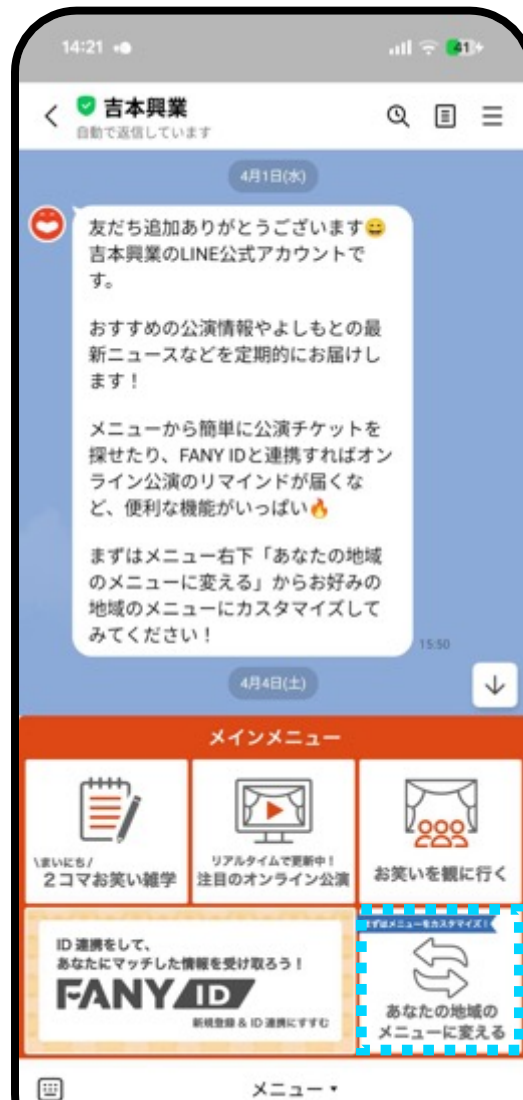 14:21
41
吉本興業
自動で返信しています
4月1日(水)
友だち追加ありがとうございます😄
吉本興業のLINE公式アカウントで
す。
おすすめの公演情報やよしもとの最
新ニュースなどを定期的にお届けし
ます！
メニューから簡単に公演チケットを
探せたり、FANY IDと連携すればオン
ライン公演のリマインドが届くな
ど、便利な機能がいっぱい🔥
まずはメニュー右下「あなたの地域
のメニューに変える」からお好みの
地域のメニューにカスタマイズして
みてください！
15:50
4月4日(土)
メインメニュー
\まいにち/
２コマお笑い雑学
リアルタイムで更新中！
注目のオンライン公演
お笑いを観に行く
ID 連携をして、
あなたにマッチした情報を受け取ろう！
FANY ID
新規登録 & ID 連携にすすむ
まずはメニューをカスタマイズ！
あなたの地域の
メニューに変える
メニュー▾